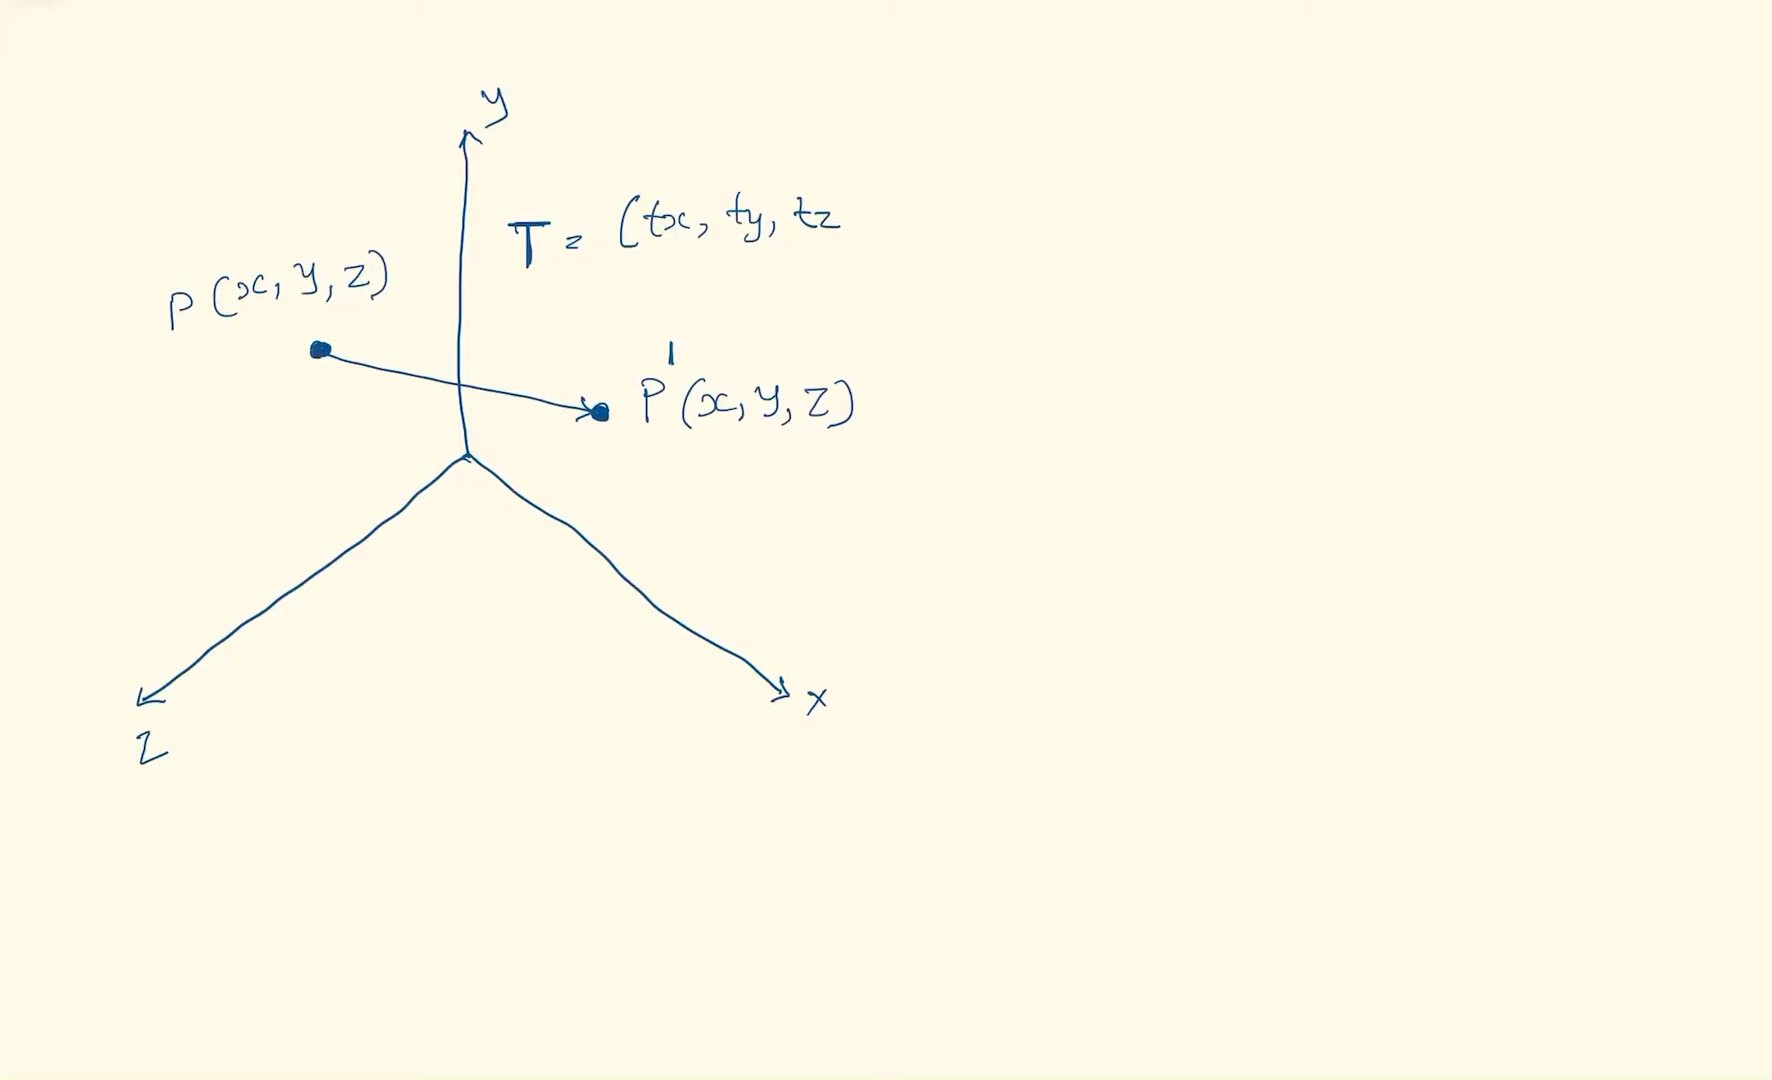 y
T = (tx, ty, tz
P (x, y, z)
P' (x, y, z)
x
z